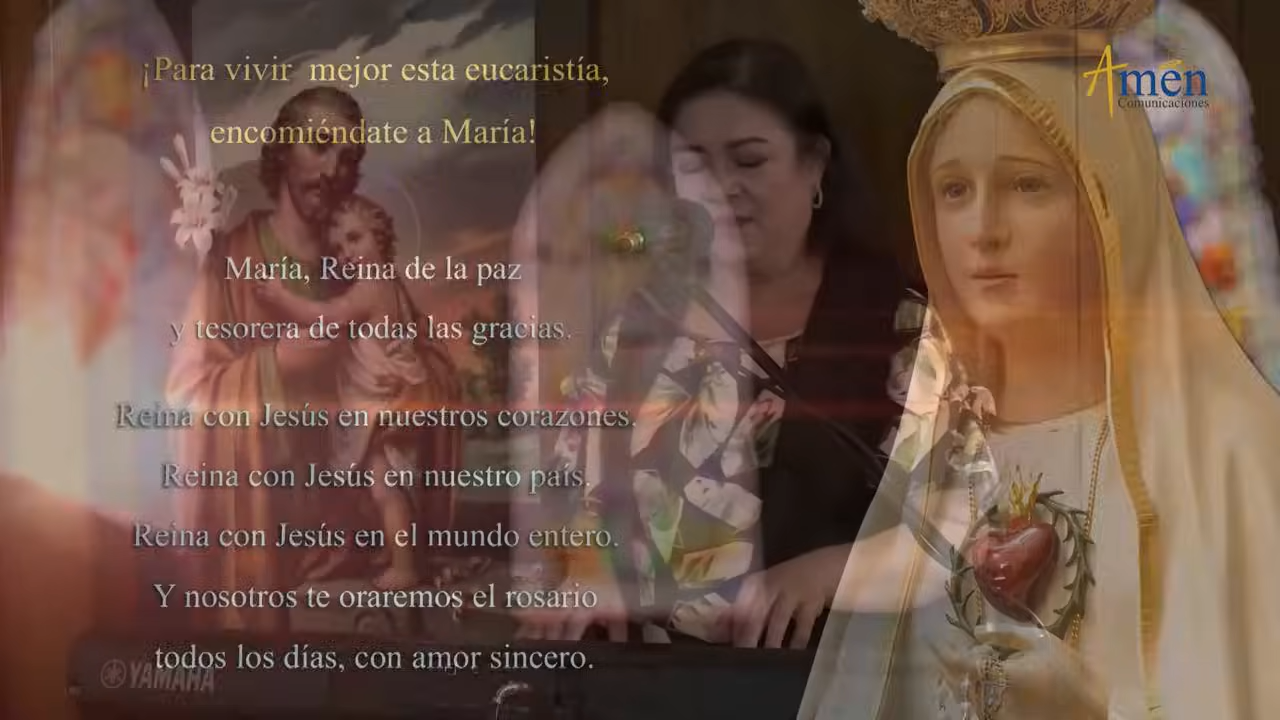 ¡Para vivir mejor esta eucaristía,
encomiéndate a María!
Amén
Comunicaciones
María, Reina de la paz
y tesorera de todas las gracias.
Reina con Jesús en nuestros corazones.
Reina con Jesús en nuestro país.
Reina con Jesús en el mundo entero.
Y nosotros te oraremos el rosario
todos los días, con amor sincero.
YAMAHA